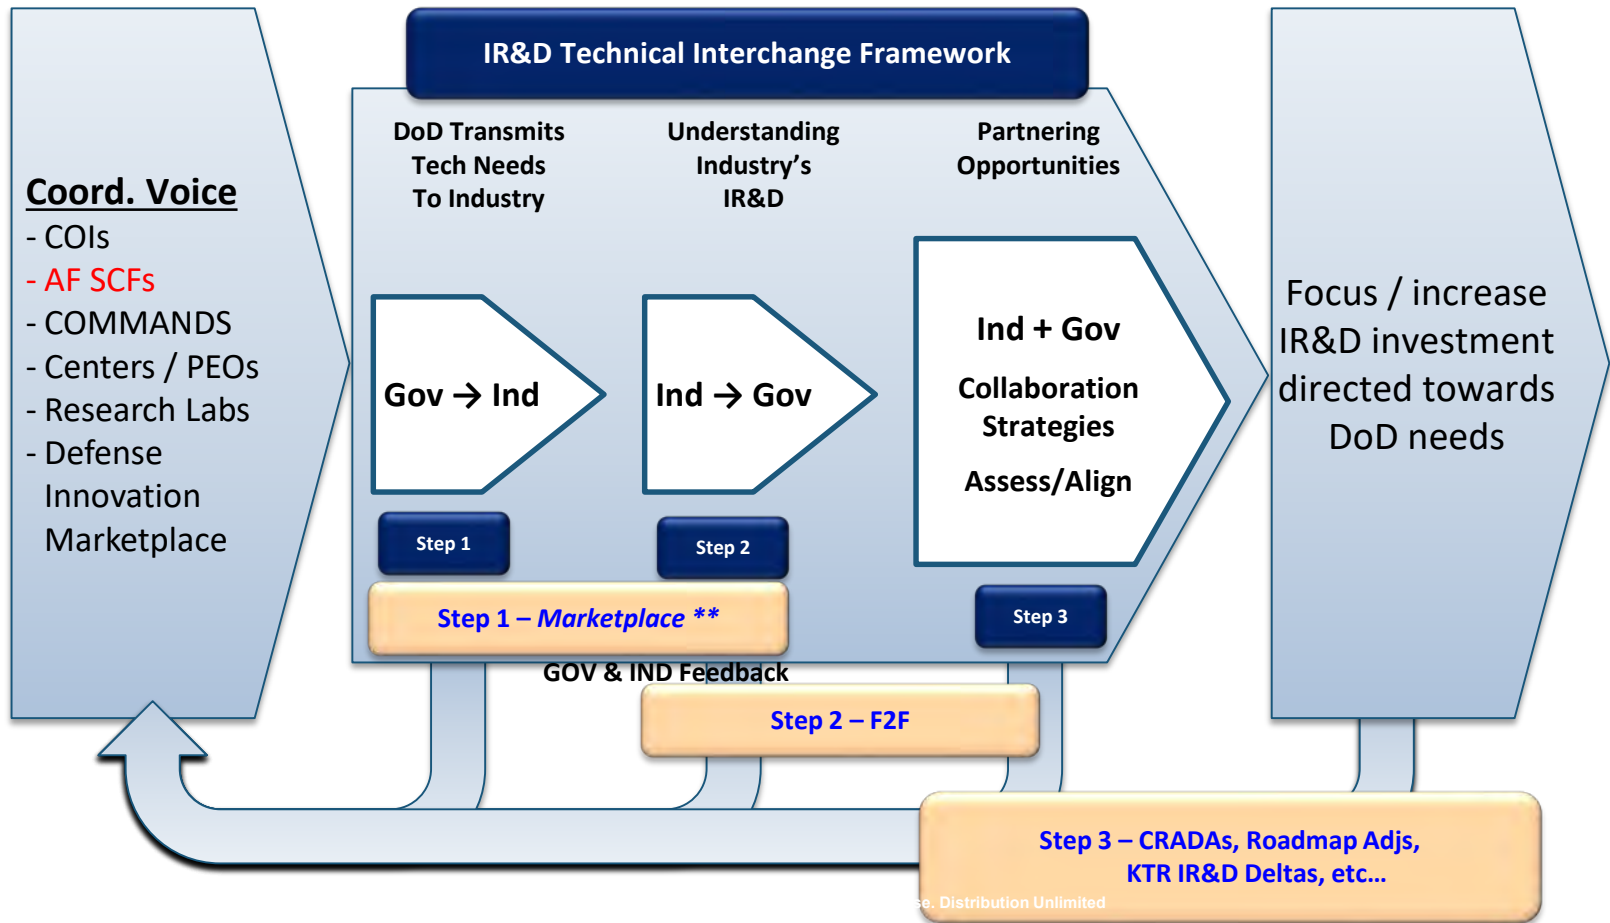 IR&D Technical Interchange Framework
Coord. Voice
- COIs
- AF SCFs
- COMMANDS
- Centers / PEOs
- Research Labs
- Defense
Innovation
Marketplace
DoD Transmits
Tech Needs
To Industry
Understanding
Industry’s
IR&D
Partnering
Opportunities
Gov → Ind
Ind → Gov
Ind + Gov
Collaboration
Strategies
Assess/Align
Step 1
Step 2
Step 3
Step 1 – Marketplace **
GOV & IND Feedback
Step 2 – F2F
Step 3 – CRADAs, Roadmap Adjs,
KTR IR&D Deltas, etc…
Focus / increase
IR&D investment
directed towards
DoD needs
Distribution Unlimited